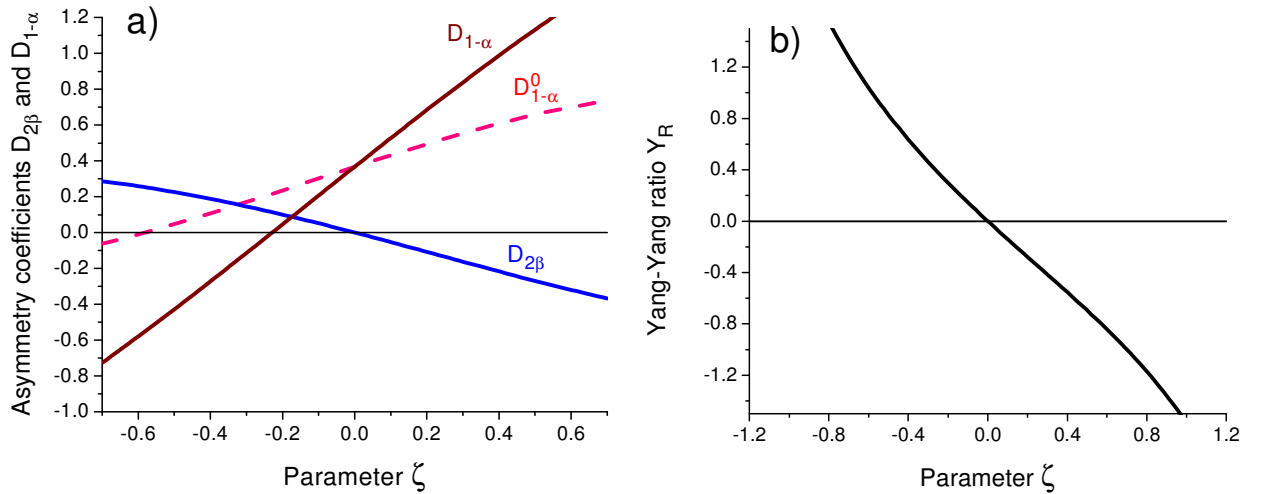 a)
Asymmetry coefficients D2β and D1-α
1.2
1.0
0.8
0.6
0.4
0.2
0.0
-0.2
-0.4
-0.6
-0.8
-1.0
D1-α
D⁰1-α
D2β
-0.6 -0.4 -0.2 0.0 0.2 0.4 0.6
Parameter ζ
b)
Yang-Yang ratio YR
1.2
0.8
0.4
0.0
-0.4
-0.8
-1.2
-1.2 -0.8 -0.4 0.0 0.4 0.8 1.2
Parameter ζ